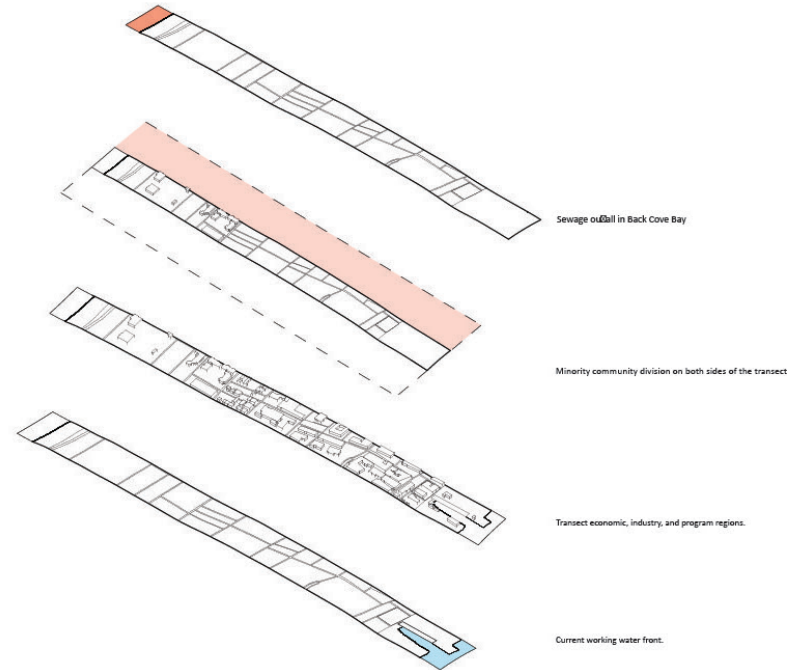 Sewage in Back Cove Bay
Minority community division on both sides of the transect
Transect economic, industry, and program regions.
Current working water front.